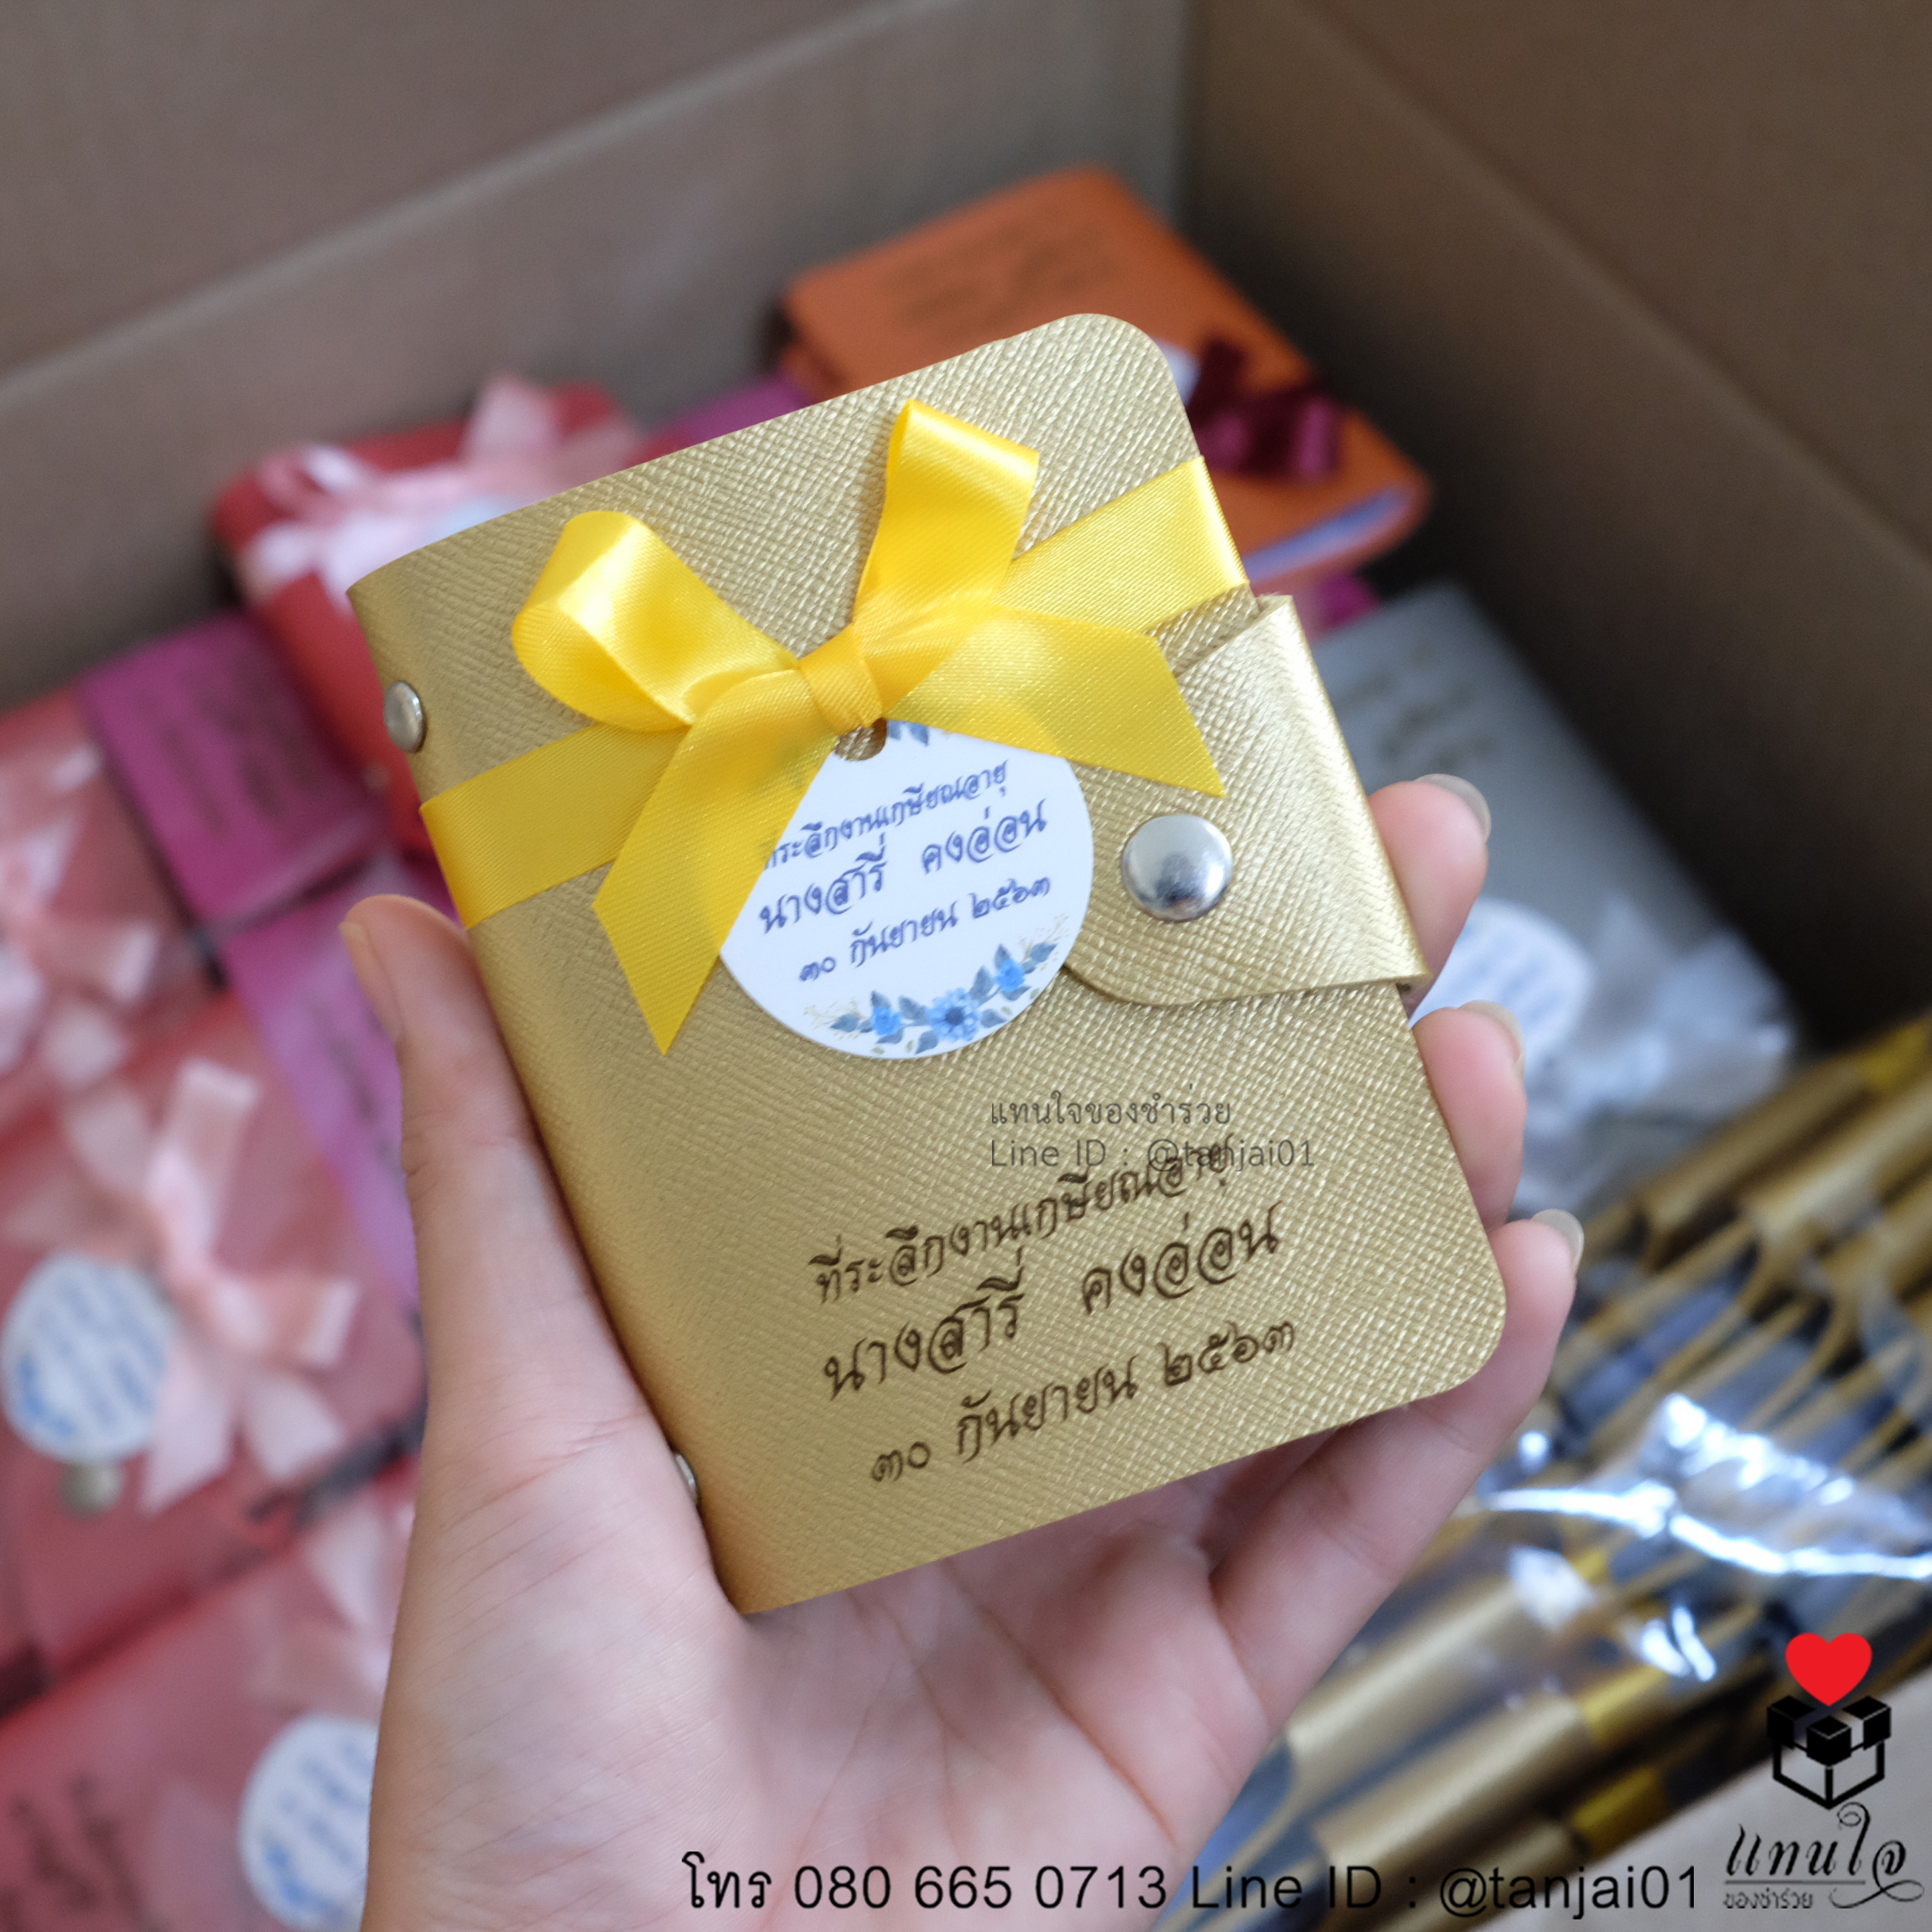 ระลึกงานเกษียณอายุ
นางสารี่ คงอ่อน
๓๐ กันยายน ๒๕๖๓
แทนใจของชำร่วย
Line ID : @tanjai01
ที่ระลึกงานเกษียณอายุ
นางสารี่ คงอ่อน
๓๐ กันยายน ๒๕๖๓
โทร 080 665 0713 Line ID : @tanjai01
แทนใจ
ของชำร่วย